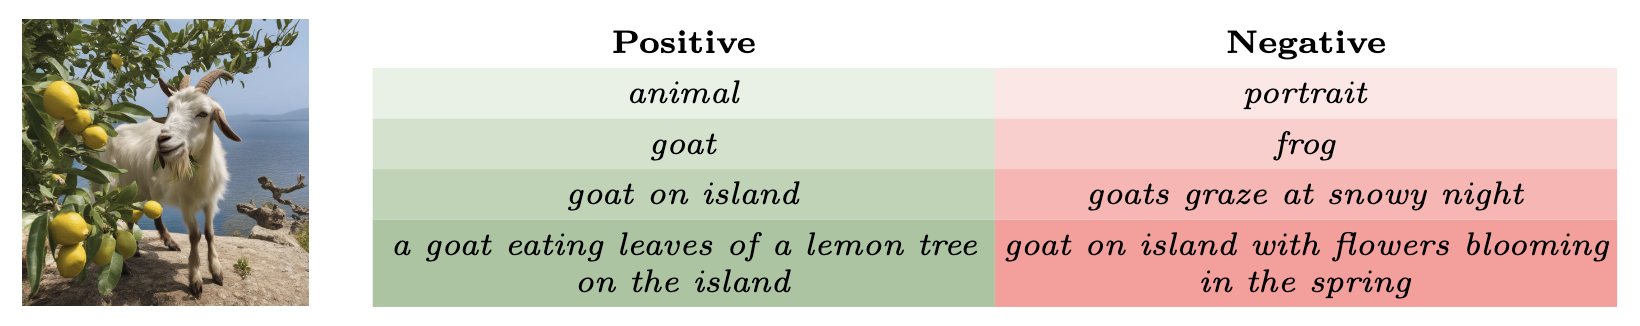 Positive Negative
animal portrait
goat frog
goat on island goats graze at snowy night
a goat eating leaves of a lemon tree
on the island
goat on island with flowers blooming
in the spring